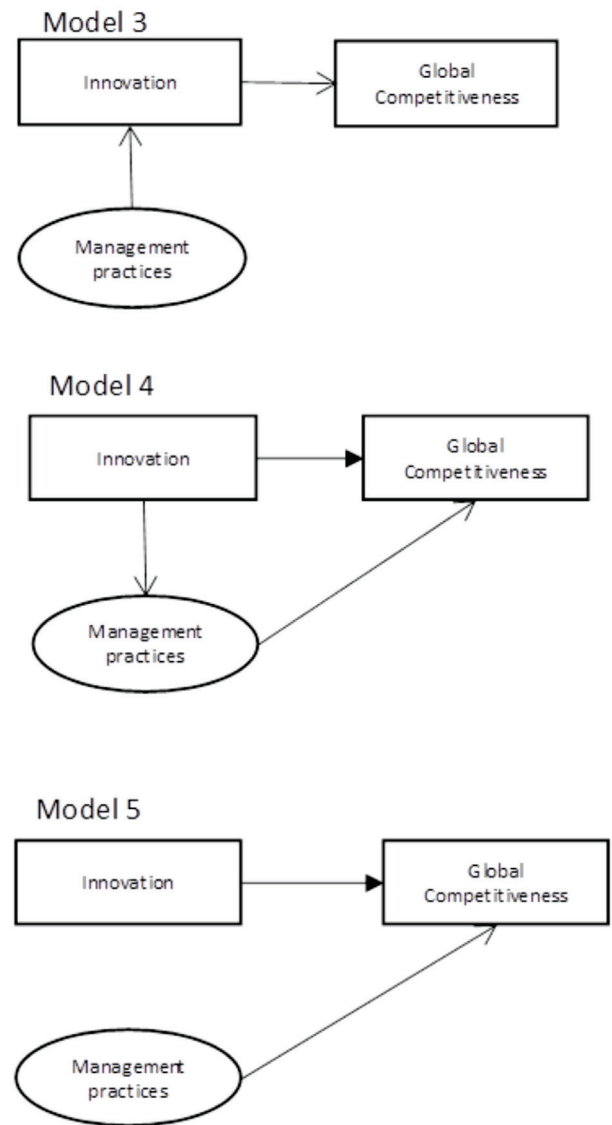 Model 3
Innovation
Global
Competitiveness
Management
practices
Model 4
Innovation
Global
Competitiveness
Management
practices
Model 5
Innovation
Global
Competitiveness
Management
practices